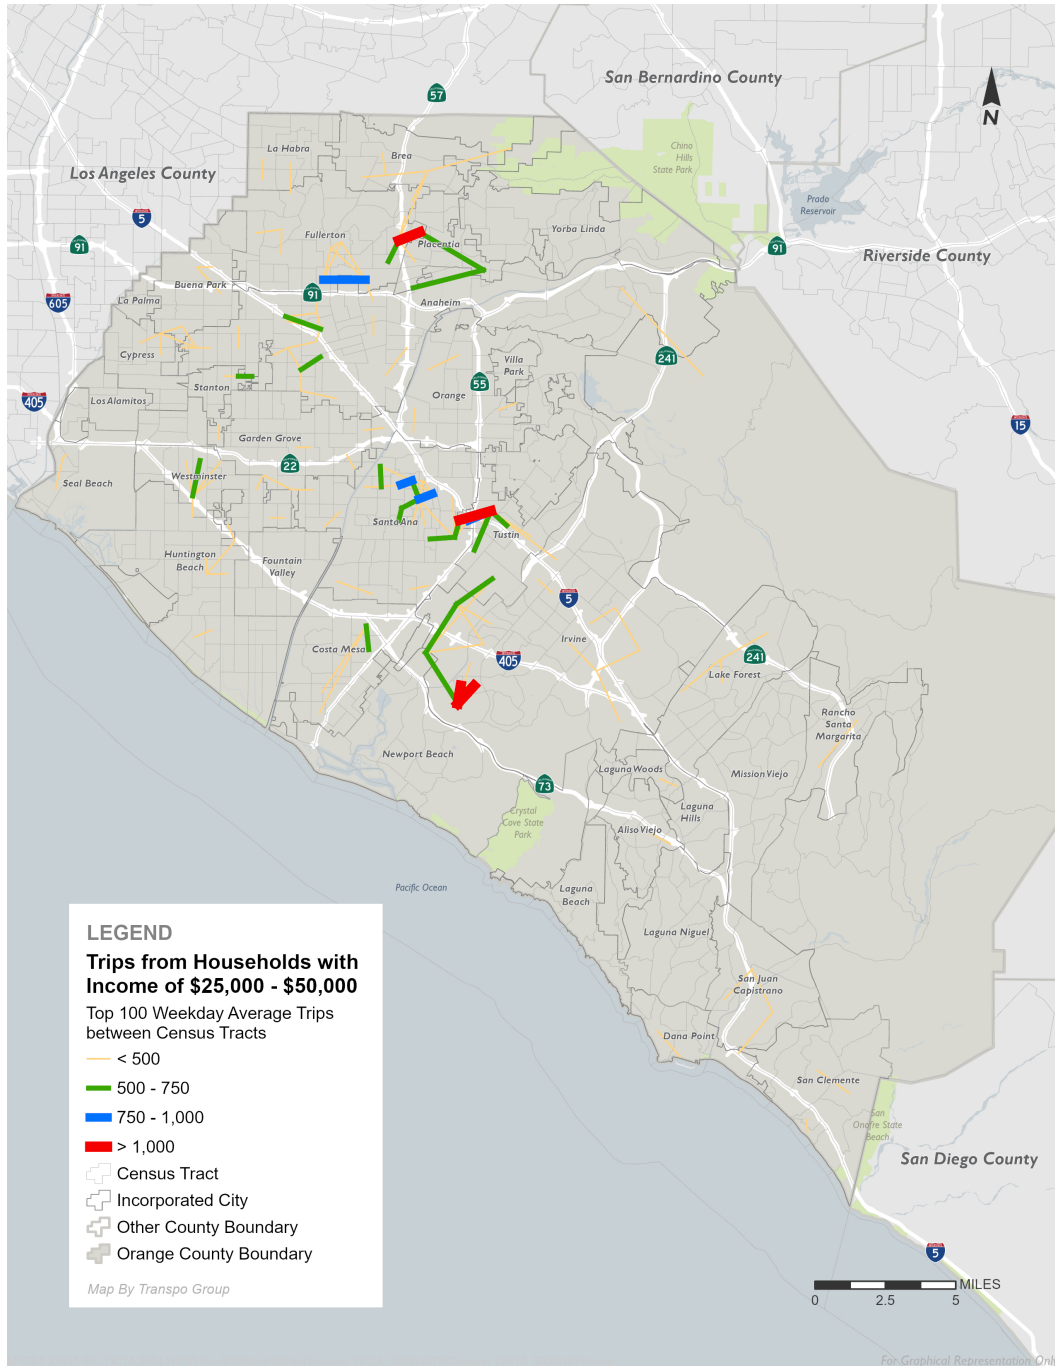 San Bernardino County
57
N
La Habra
Brea
Chino
Hills
State Park
Los Angeles County
Prado
Reservoir
5
91
Fullerton
Placentia
Yorba Linda
91
Riverside County
Buena Park
91
La Palma
605
Anaheim
Cypress
Villa
Park
241
Stanton
55
Orange
Los Alamitos
405
15
Garden Grove
22
Seal Beach
Westminster
Santa Ana
Tustin
Huntington
Beach
Fountain
Valley
5
Irvine
Costa Mesa
405
241
Lake Forest
Rancho
Santa
Margarita
Newport Beach
Laguna Woods
Mission Viejo
73
Laguna
Hills
Crystal
Cove State
Park
Aliso Viejo
Pacific Ocean
Laguna
Beach
Laguna Niguel
San Juan
Capistrano
Dana Point
San Clemente
San
Onofre State
Beach
San Diego County
5
LEGEND
Trips from Households with
Income of $25,000 - $50,000
Top 100 Weekday Average Trips
between Census Tracts
< 500
500 - 750
750 - 1,000
> 1,000
Census Tract
Incorporated City
Other County Boundary
Orange County Boundary
Map By Transpo Group
MILES
0 2.5 5
For Graphical Representation Onl